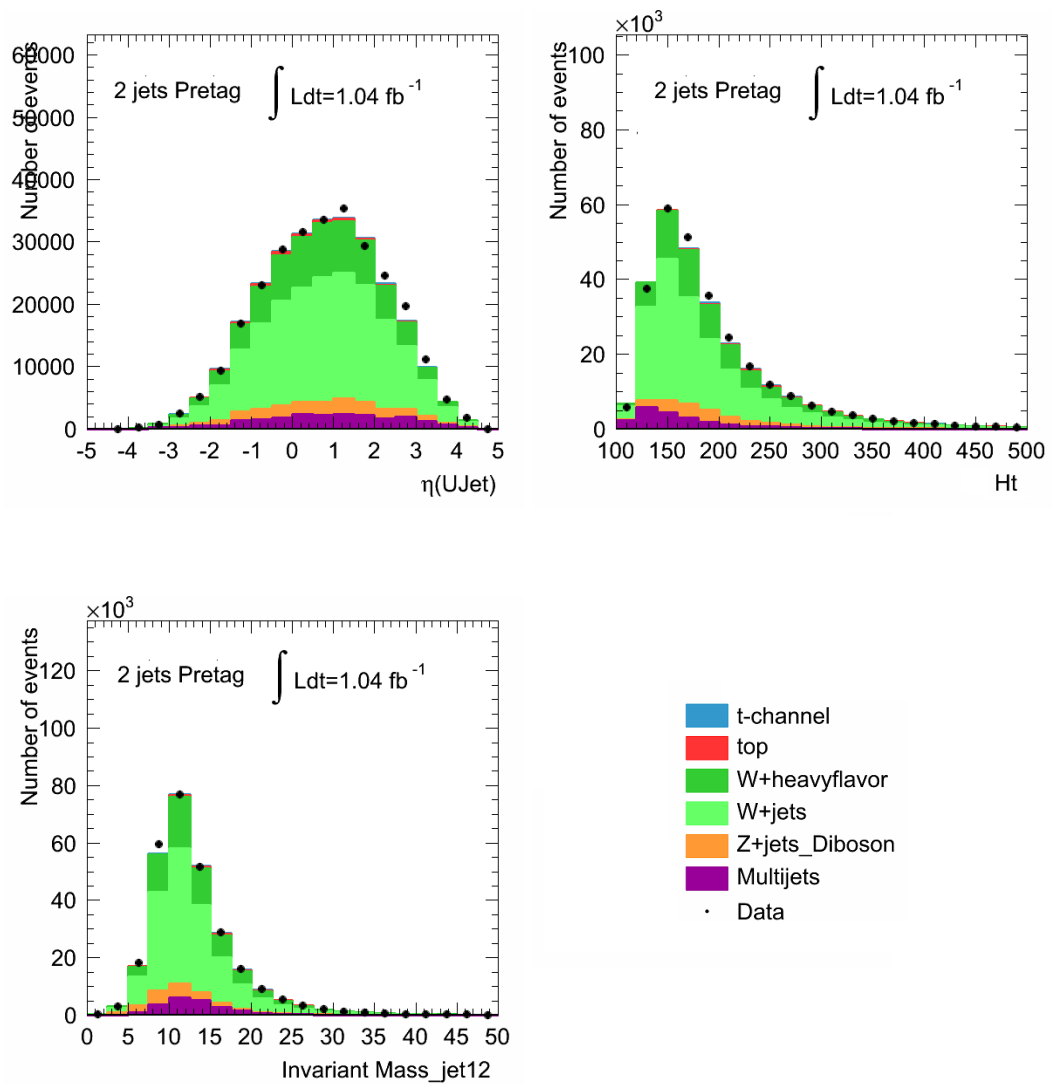 Number of events
60000
50000
40000
30000
20000
10000
0
2 jets Pretag ∫ Ldt=1.04 fb⁻¹
-5 -4 -3 -2 -1 0 1 2 3 4 5
η(UJet)
×10³
Number of events
100
80
60
40
20
0
2 jets Pretag ∫ Ldt=1.04 fb⁻¹
100 150 200 250 300 350 400 450 500
Ht
×10³
Number of events
120
100
80
60
40
20
0
2 jets Pretag ∫ Ldt=1.04 fb⁻¹
0 5 10 15 20 25 30 35 40 45 50
Invariant Mass_jet12
t-channel
top
W+heavyflavor
W+jets
Z+jets_Diboson
Multijets
Data